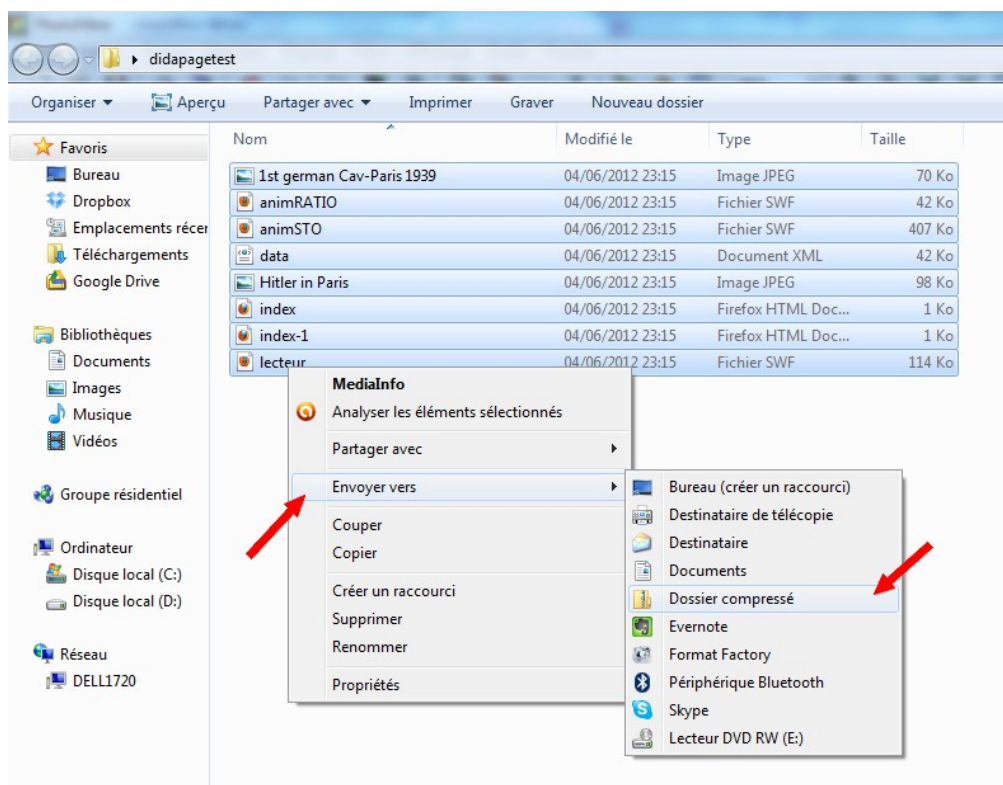 didapagetest
Organiser Aperçu Partager avec Imprimer Graver Nouveau dossier
Nom Modifié le Type Taille
Favoris
Bureau
Dropbox
Emplacements récer
Téléchargements
Google Drive
Bibliothèques
Documents
Images
Musique
Vidéos
Groupe résidentiel
Ordinateur
Disque local (C:)
Disque local (D:)
Réseau
DELL1720
1st german Cav-Paris 1939 04/06/2012 23:15 Image JPEG 70 Ko
animRATIO 04/06/2012 23:15 Fichier SWF 42 Ko
animSTO 04/06/2012 23:15 Fichier SWF 407 Ko
data 04/06/2012 23:15 Document XML 42 Ko
Hitler in Paris 04/06/2012 23:15 Image JPEG 98 Ko
index 04/06/2012 23:15 Firefox HTML Doc... 1 Ko
index-1 04/06/2012 23:15 Firefox HTML Doc... 1 Ko
lecteur 04/06/2012 23:15 Fichier SWF 114 Ko
MediaInfo
Analyser les éléments sélectionnés
Partager avec
Envoyer vers
Couper
Copier
Créer un raccourci
Supprimer
Renommer
Propriétés
Bureau (créer un raccourci)
Destinataire de télécopie
Destinataire
Documents
Dossier compressé
Evernote
Format Factory
Périphérique Bluetooth
Skype
Lecteur DVD RW (E:)